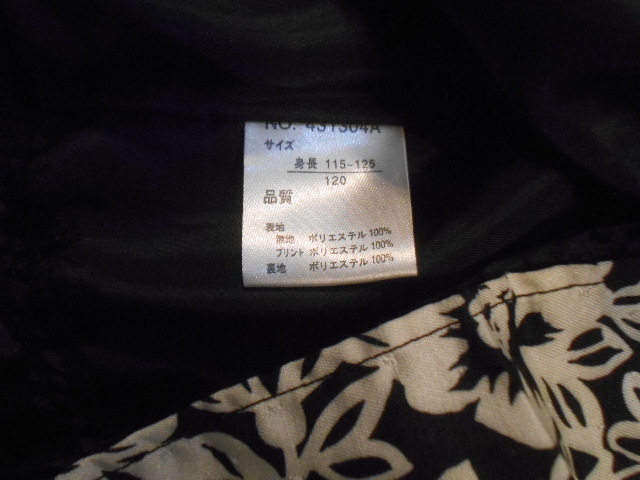 NO. 431304A
サイズ
身長 115~125
120
品質
表地
無地 ポリエステル100%
プリント ポリエステル100%
裏地 ポリエステル100%